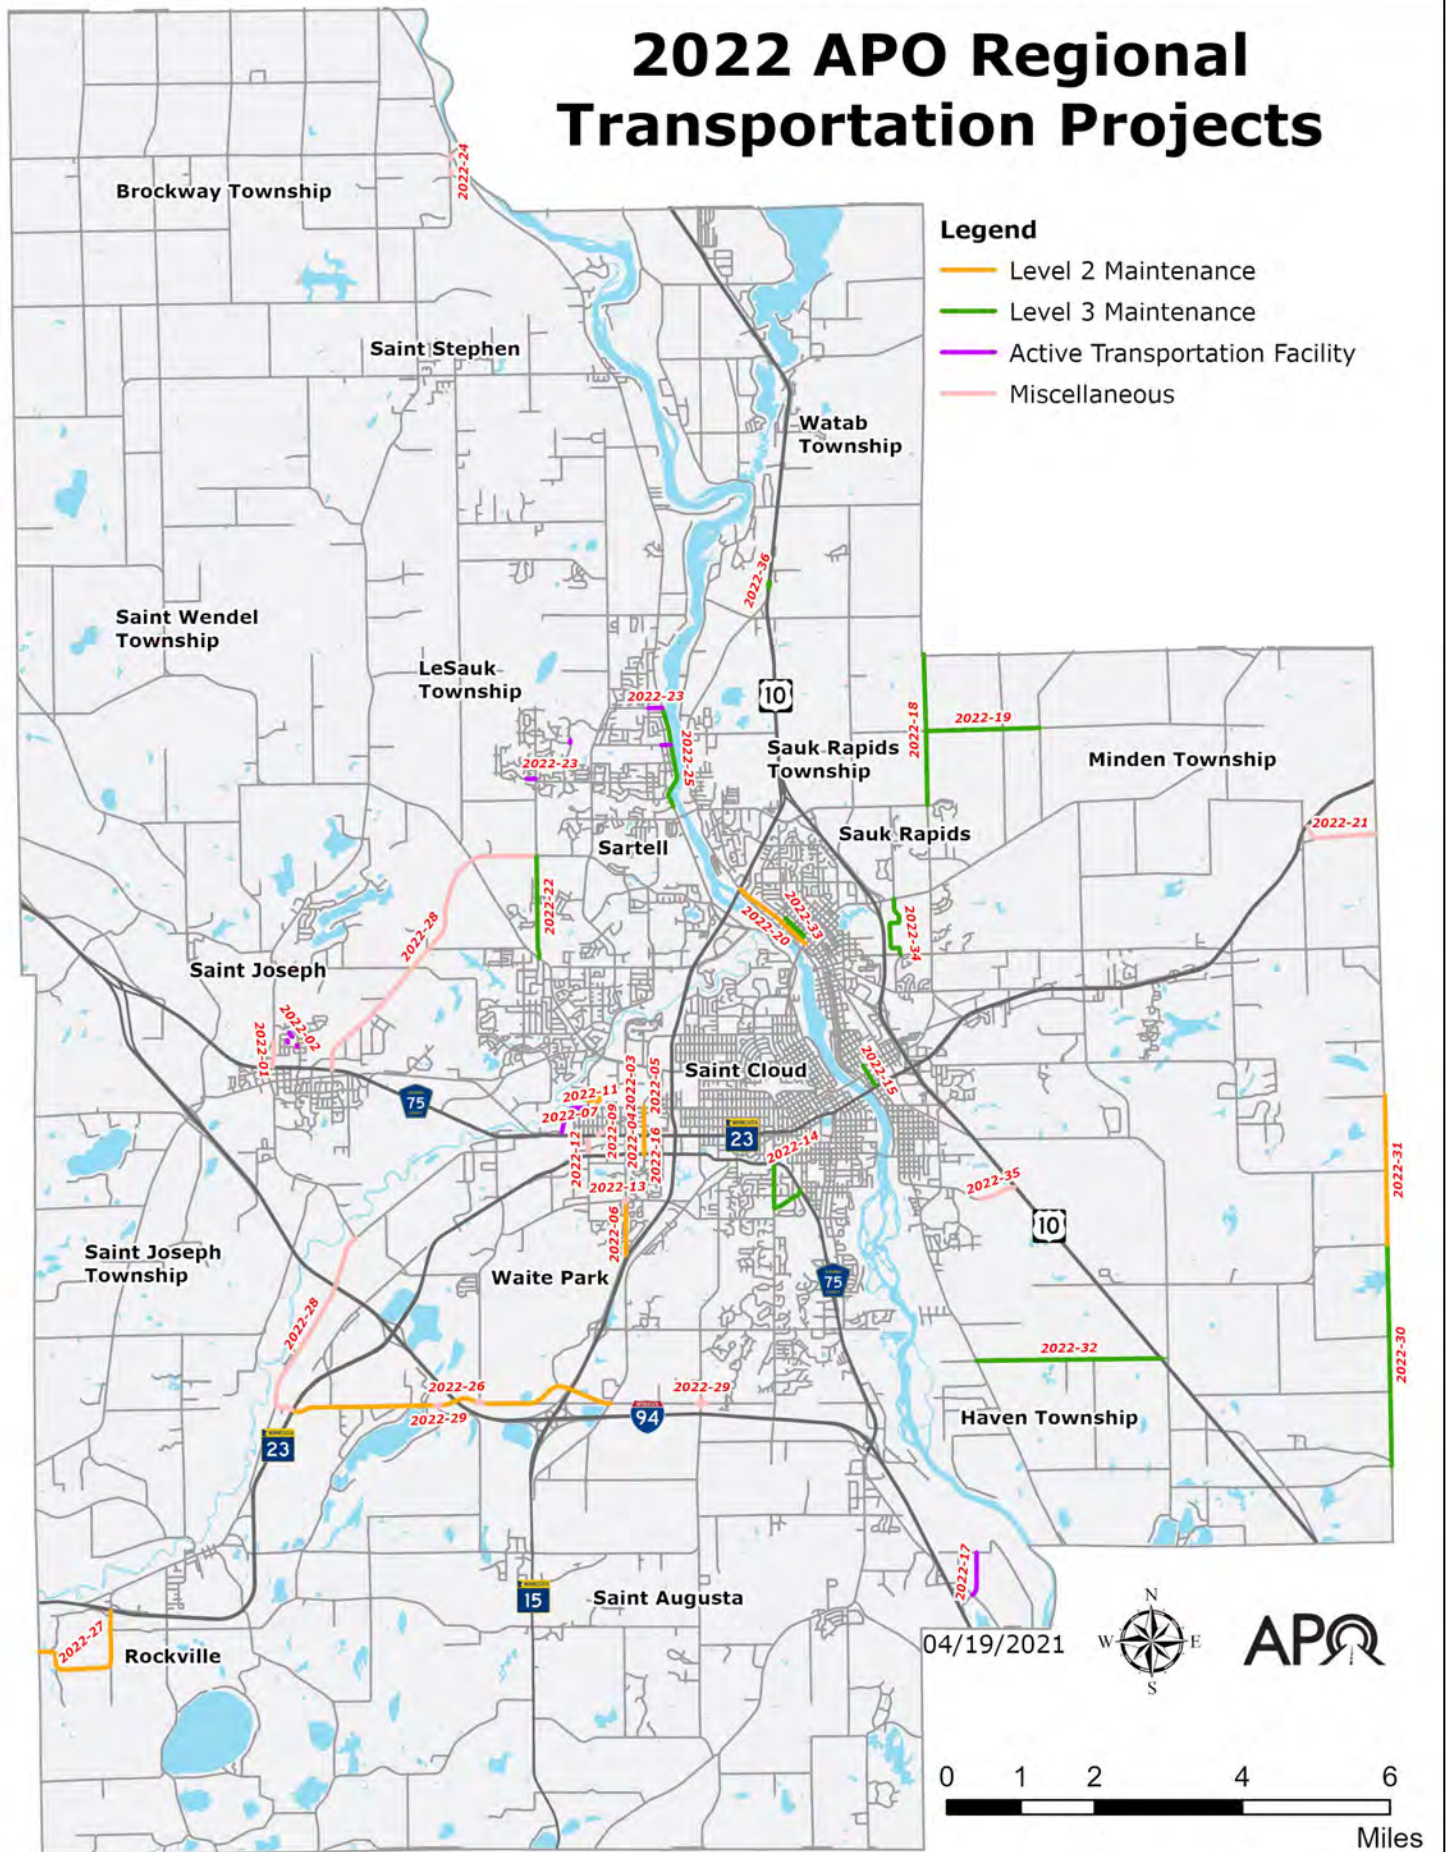 2022 APO Regional
Transportation Projects
Legend
Level 2 Maintenance
Level 3 Maintenance
Active Transportation Facility
Miscellaneous
2022-24
Brockway Township
Saint Stephen
Watab
Township
2022-36
Saint Wendel
Township
LeSauk
Township
2022-23
10
2022-18
2022-19
2022-25
Sauk Rapids
Township
Minden Township
2022-23
2022-21
Sauk Rapids
Sartell
2022-22
2022-28
2022-33
2022-20
2022-34
Saint Joseph
2022-02
2022-01
Saint Cloud
2022-15
2022-03
2022-05
75
2022-11
2022-07
2022-09
2022-04
23
2022-12
2022-16
2022-14
2022-13
2022-35
2022-31
2022-06
10
Saint Joseph
Township
Waite Park
75
2022-28
2022-32
2022-30
2022-26
2022-29
2022-29
94
Haven Township
23
2022-17
15
Saint Augusta
2022-27
Rockville
04/19/2021
N
W
E
S
APO
0 1 2 4 6
Miles